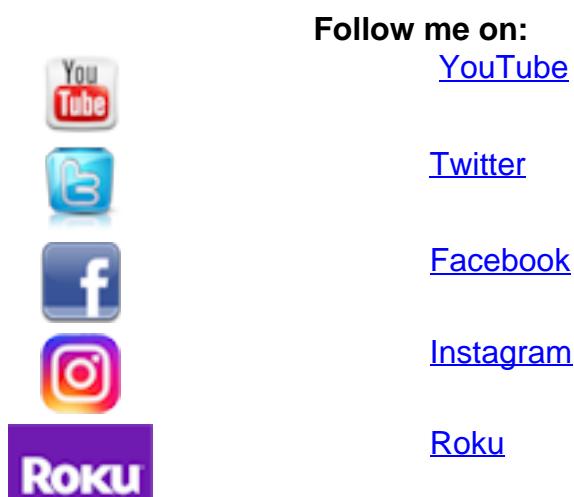 Follow me on:
You
Tube
YouTube
t
Twitter
f
Facebook
Instagram
Roku
Roku